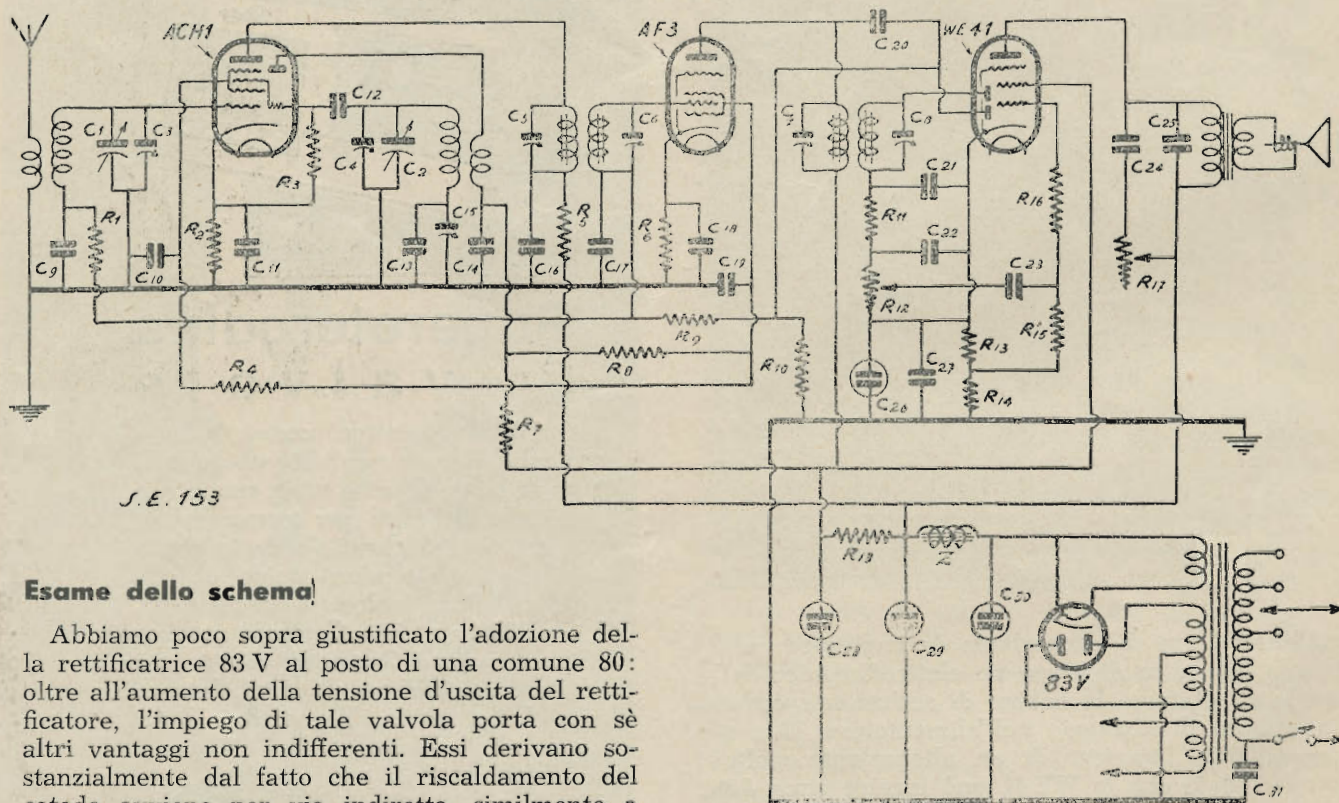 ACH1
AF3
WE41
C20
C12
C1
C3
C4
C2
C5
C6
C21
C25
C24
R1
R2
R3
R5
R6
R11
R16
C22
C23
C9
C10
C11
C13
C15
C14
C16
C17
C18
C19
R12
R17
R9
R13
R15
R4
R8
R10
C27
R14
R7
S.E. 153
R13
Z
C30
C29
83V
C31
Esame dello schema
Abbiamo poco sopra giustificato l'adozione del-
la rettificatrice 83 V al posto di una comune 80:
oltre all'aumento della tensione d'uscita del retti-
ficatore, l'impiego di tale valvola porta con sè
altri vantaggi non indifferenti. Essi derivano so-
stanzialmente dal fatto che il riscaldamento del